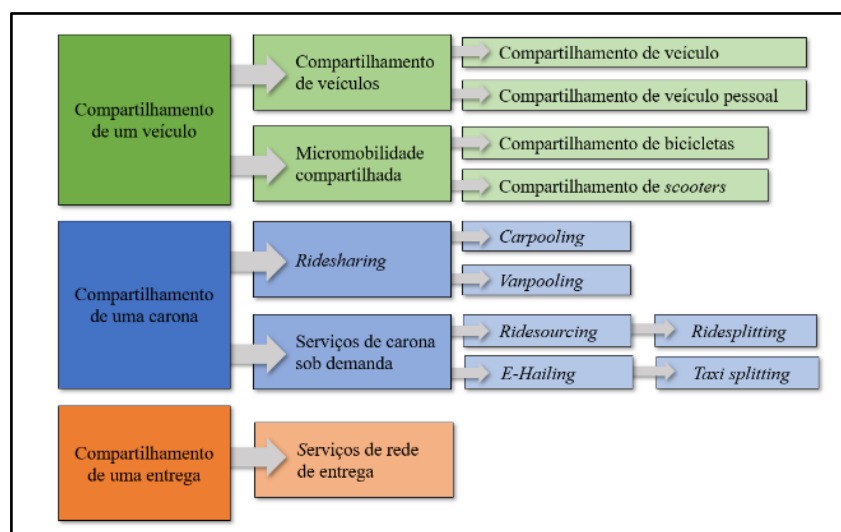 Compartilhamento
de um veículo
Compartilhamento
de veículos
Compartilhamento de veículo
Compartilhamento de veículo pessoal
Micromobilidade
compartilhada
Compartilhamento de bicicletas
Compartilhamento de scooters
Compartilhamento
de uma carona
Ridesharing
Carpooling
Vanpooling
Serviços de carona
sob demanda
Ridesourcing
Ridesplitting
E-Hailing
Taxi splitting
Compartilhamento
de uma entrega
Serviços de rede
de entrega